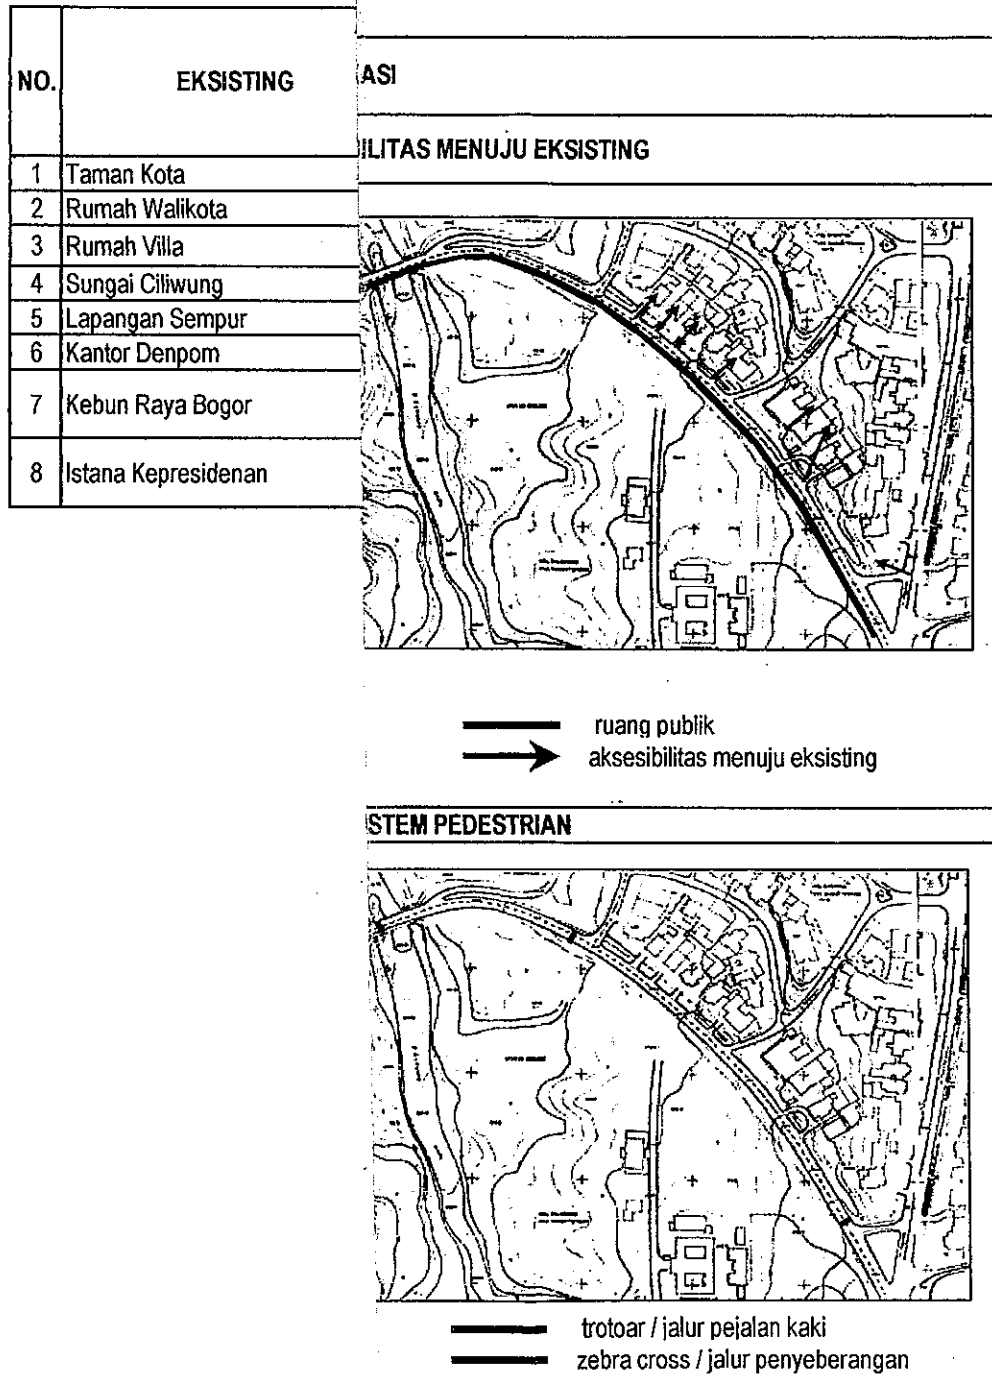 NO. EKSISTING
1 Taman Kota
2 Rumah Walikota
3 Rumah Villa
4 Sungai Ciliwung
5 Lapangan Sempur
6 Kantor Denpom
7 Kebun Raya Bogor
8 Istana Kepresidenan
ASI
ILITAS MENUJU EKSISTING
ruang publik
aksesibilitas menuju eksisting
STEM PEDESTRIAN
trotoar / jalur pejalan kaki
zebra cross / jalur penyeberangan